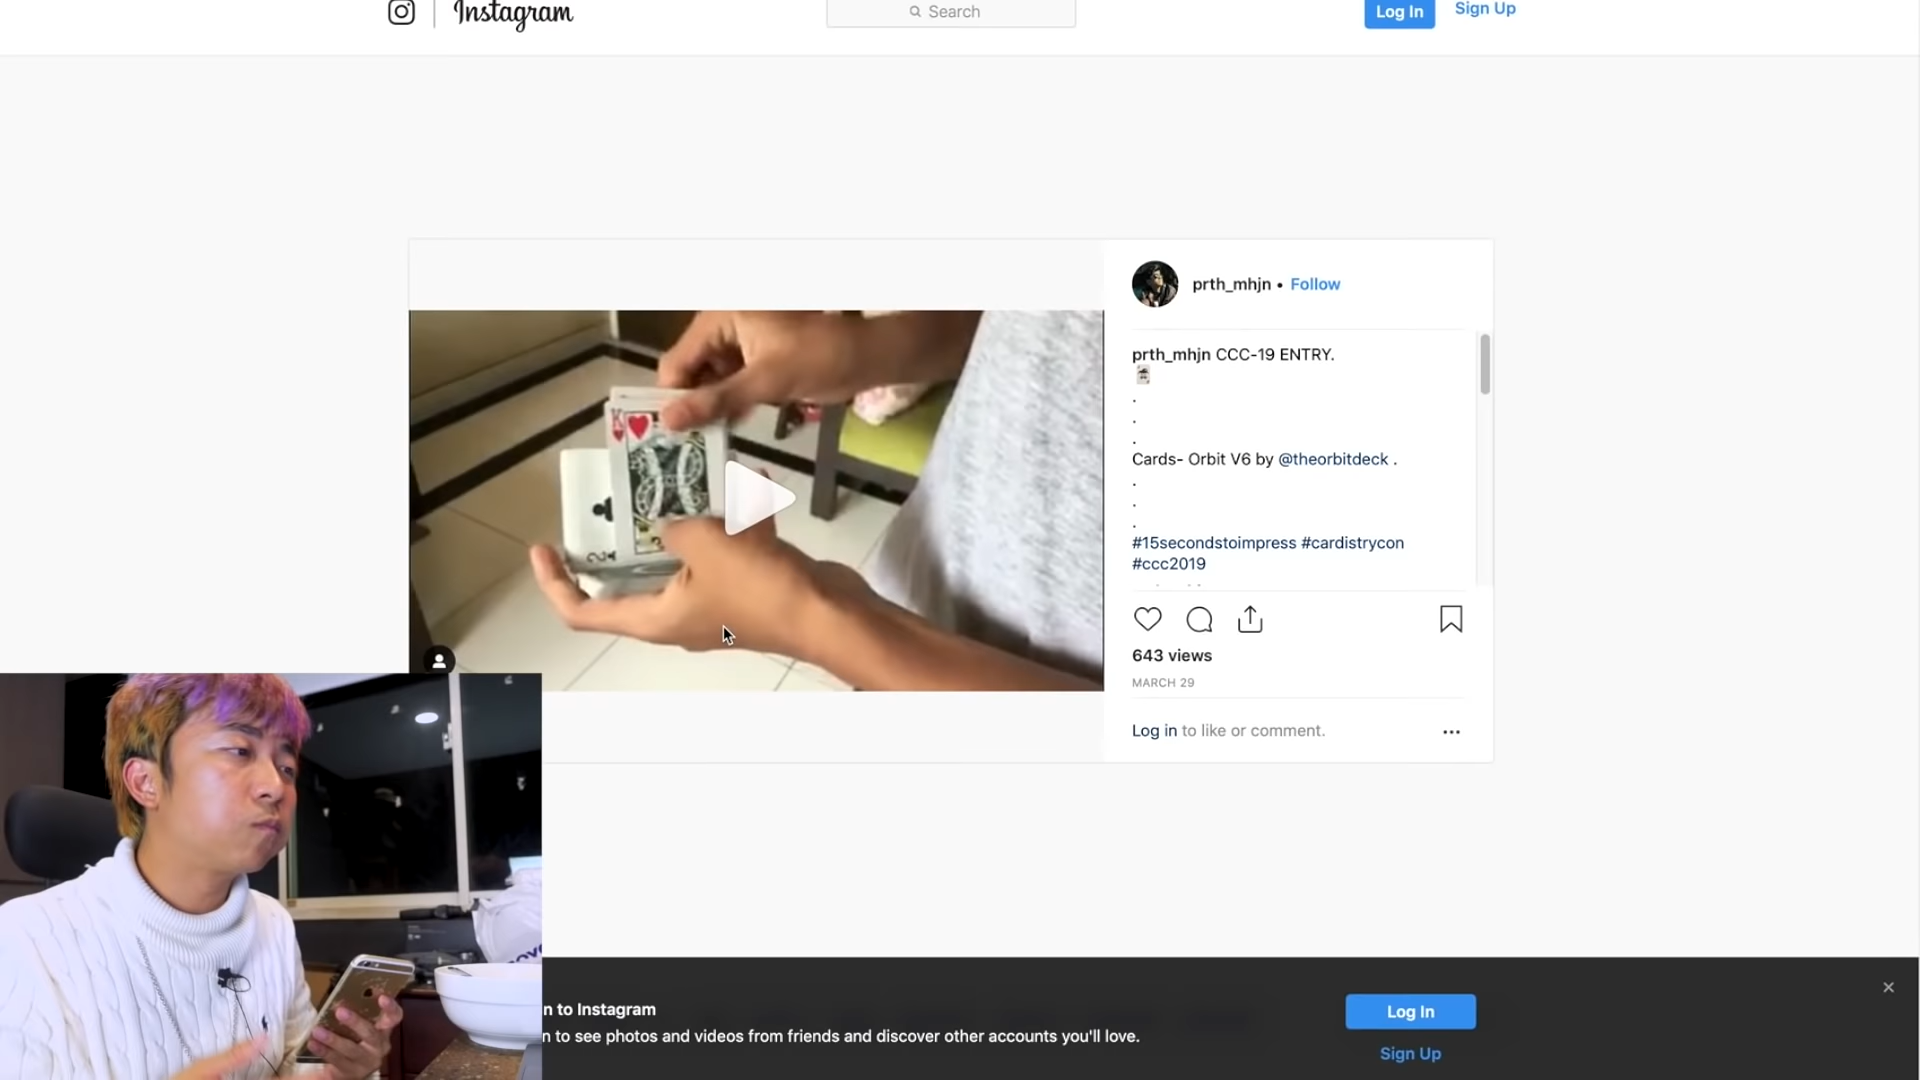 Instagram
Search
Log In
Sign Up
prth_mhjn • Follow
prth_mhjn CCC-19 ENTRY.
.
.
.
Cards- Orbit V6 by @theorbitdeck .
.
.
.
#15secondstoimpress #cardistrycon
#ccc2019
643 views
MARCH 29
Log in to like or comment.
K
2
n to Instagram
n to see photos and videos from friends and discover other accounts you'll love.
Log In
Sign Up